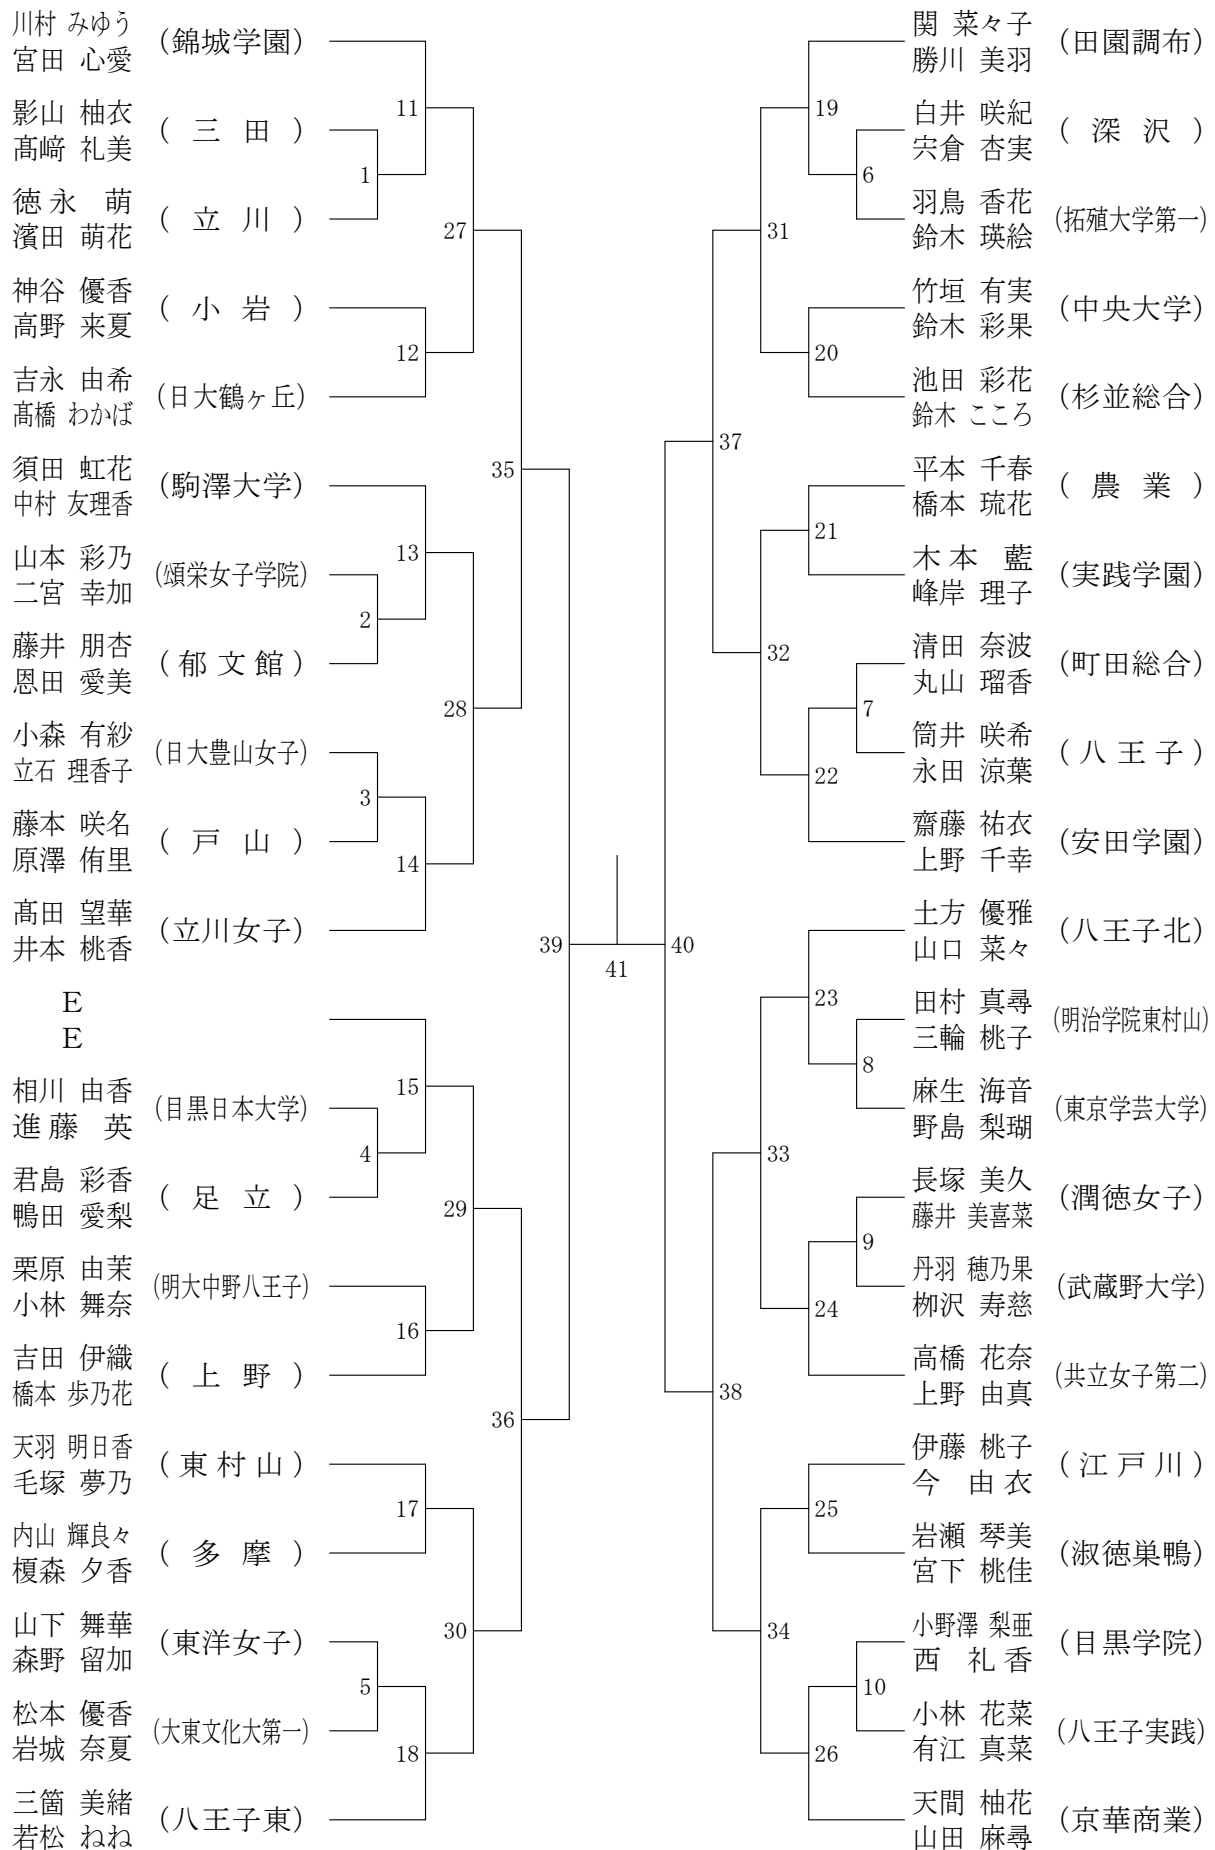 川村 みゆう
宮田 心愛
(錦城学園)
影山 柚衣
髙﨑 礼美
( 三 田 )
徳永 萌
濱田 萌花
( 立 川 )
神谷 優香
高野 来夏
( 小 岩 )
吉永 由希
髙橋 わかば
(日大鶴ヶ丘)
須田 虹花
中村 友理香
(駒澤大学)
山本 彩乃
二宮 幸加
(頌栄女子学院)
藤井 朋杏
恩田 愛美
(郁文館)
小森 有紗
立石 理香子
(日大豊山女子)
藤本 咲名
原澤 侑里
( 戸 山 )
髙田 望華
井本 桃香
(立川女子)
E
E
相川 由香
進藤 英
(目黒日本大学)
君島 彩香
鴨田 愛梨
( 足 立 )
栗原 由茉
小林 舞奈
(明大中野八王子)
吉田 伊織
橋本 歩乃花
( 上 野 )
天羽 明日香
毛塚 夢乃
(東村山)
内山 輝良々
榎森 夕香
( 多 摩 )
山下 舞華
森野 留加
(東洋女子)
松本 優香
岩城 奈夏
(大東文化大第一)
三箇 美緒
若松 ねね
(八王子東)
1
2
3
4
5
11
12
13
14
15
16
17
18
27
28
29
30
35
36
39
41
40
37
38
31
32
33
34
19
20
21
22
23
24
25
26
6
7
8
9
10
関 菜々子
勝川 美羽
(田園調布)
白井 咲紀
宍倉 杏実
( 深 沢 )
羽鳥 香花
鈴木 瑛絵
(拓殖大学第一)
竹垣 有実
鈴木 彩果
(中央大学)
池田 彩花
鈴木 こころ
(杉並総合)
平本 千春
橋本 琉花
( 農 業 )
木本 藍
峰岸 理子
(実践学園)
清田 奈波
丸山 瑠香
(町田総合)
筒井 咲希
永田 涼葉
(八王子)
齋藤 祐衣
上野 千幸
(安田学園)
土方 優雅
山口 菜々
(八王子北)
田村 真尋
三輪 桃子
(明治学院東村山)
麻生 海音
野島 梨瑚
(東京学芸大学)
長塚 美久
藤井 美喜菜
(潤徳女子)
丹羽 穂乃果
栁沢 寿慈
(武蔵野大学)
高橋 花奈
上野 由真
(共立女子第二)
伊藤 桃子
今 由衣
(江戸川)
岩瀬 琴美
宮下 桃佳
(淑徳巣鴨)
小野澤 梨亜
西 礼香
(目黒学院)
小林 花菜
有江 真菜
(八王子実践)
天間 柚花
山田 麻尋
(京華商業)